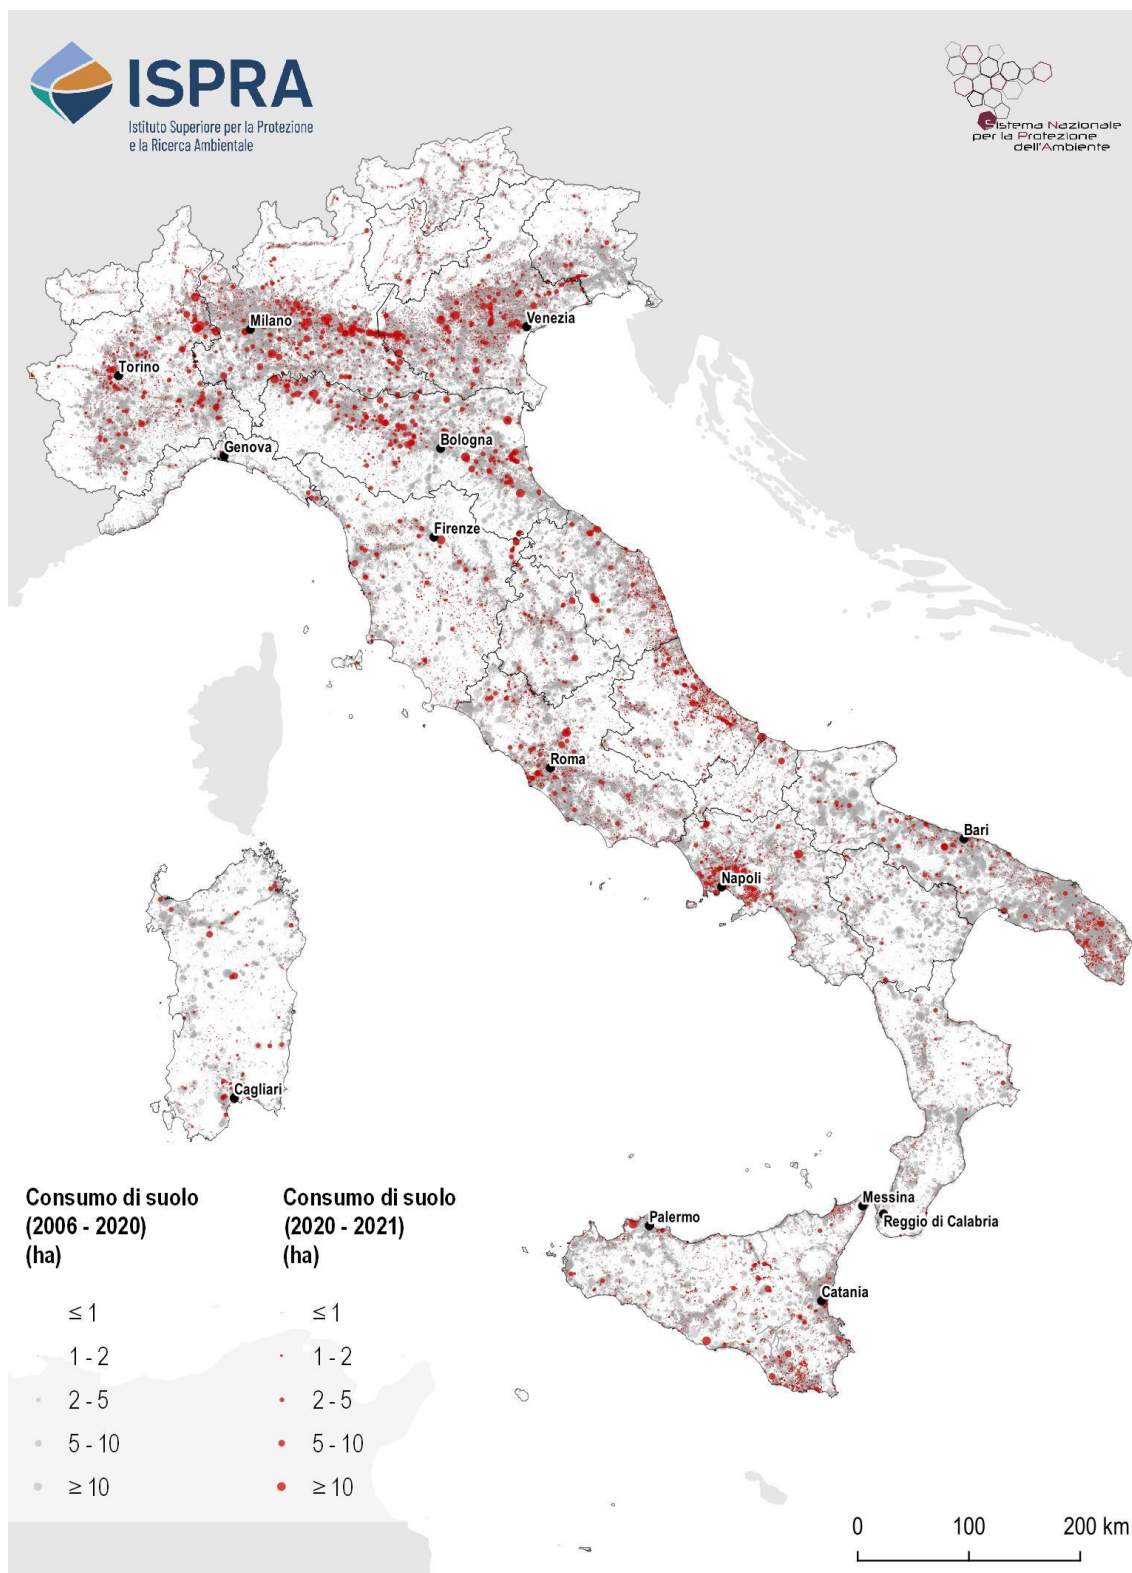 ISPRA
Istituto Superiore per la Protezione
e la Ricerca Ambientale
Sistema Nazionale
per la Protezione
dell'Ambiente
Milano
Venezia
Torino
Bologna
Genova
Firenze
Roma
Bari
Napoli
Cagliari
Messina
Palermo
Reggio di Calabria
Catania
Consumo di suolo
(2006 - 2020)
(ha)
≤ 1
1 - 2
2 - 5
5 - 10
≥ 10
Consumo di suolo
(2020 - 2021)
(ha)
≤ 1
1 - 2
2 - 5
5 - 10
≥ 10
0 100 200 km